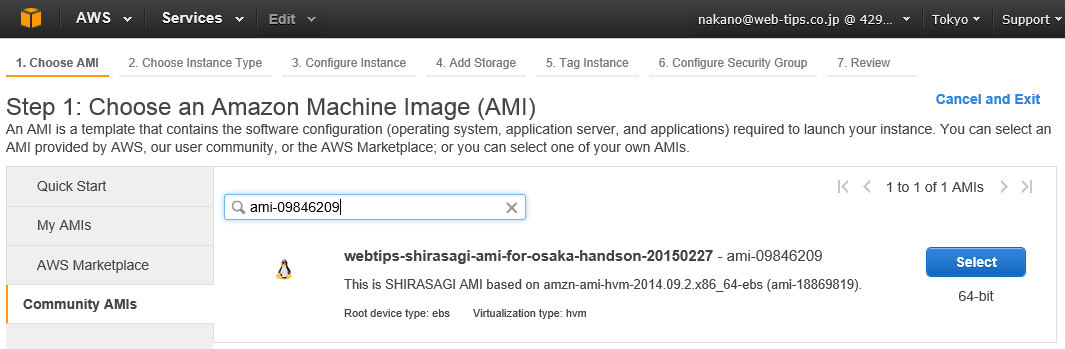 AWS Services Edit nakano@web-tips.co.jp @ 429... Tokyo Support
1. Choose AMI 2. Choose Instance Type 3. Configure Instance 4. Add Storage 5. Tag Instance 6. Configure Security Group 7. Review
Step 1: Choose an Amazon Machine Image (AMI)
Cancel and Exit
An AMI is a template that contains the software configuration (operating system, application server, and applications) required to launch your instance. You can select an
AMI provided by AWS, our user community, or the AWS Marketplace; or you can select one of your own AMIs.
Quick Start
My AMIs
AWS Marketplace
Community AMIs
1 to 1 of 1 AMIs
ami-09846209
webtips-shirasagi-ami-for-osaka-handson-20150227 - ami-09846209
This is SHIRASAGI AMI based on amzn-ami-hvm-2014.09.2.x86_64-ebs (ami-18869819).
Root device type: ebs Virtualization type: hvm
Select
64-bit